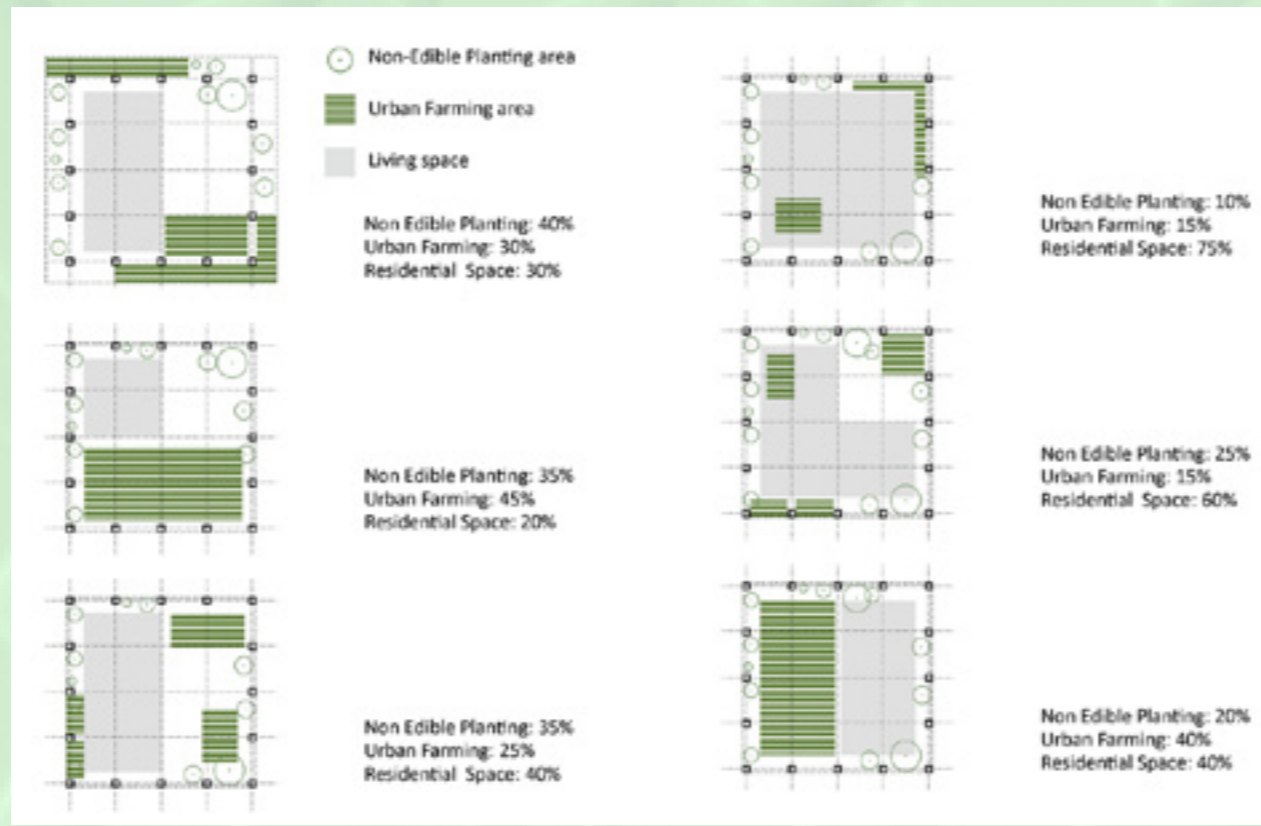 Non-Edible Planting area
Urban Farming area
Living space
Non Edible Planting: 40%
Urban Farming: 30%
Residential Space: 30%
Non Edible Planting: 35%
Urban Farming: 45%
Residential Space: 20%
Non Edible Planting: 35%
Urban Farming: 25%
Residential Space: 40%
Non Edible Planting: 10%
Urban Farming: 15%
Residential Space: 75%
Non Edible Planting: 25%
Urban Farming: 15%
Residential Space: 60%
Non Edible Planting: 20%
Urban Farming: 40%
Residential Space: 40%